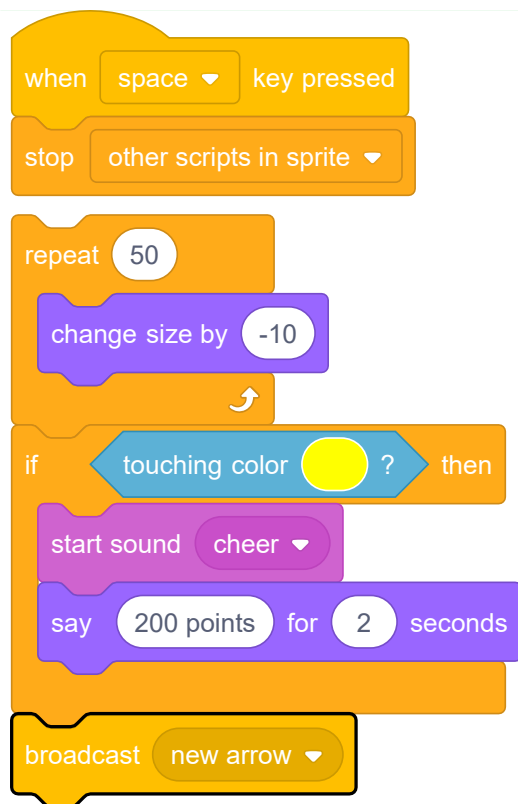 when space key pressed
stop other scripts in sprite
repeat 50
change size by -10
if touching color ? then
start sound cheer
say 200 points for 2 seconds
broadcast new arrow